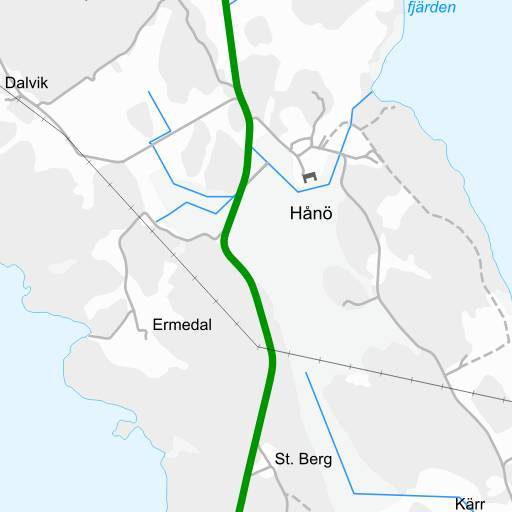 fjärden
Dalvik
Hånö
Ermedal
St. Berg
Kärr